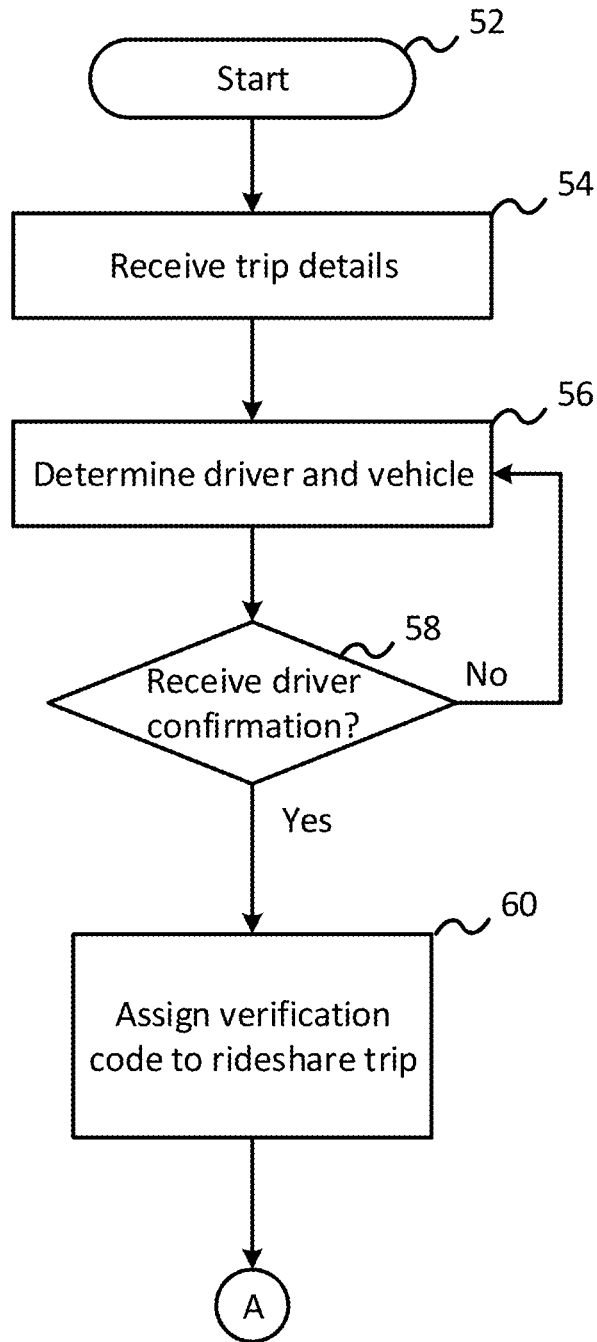 52
Start
54
Receive trip details
56
Determine driver and vehicle
58
Receive driver
confirmation?
No
Yes
60
Assign verification
code to rideshare trip
A